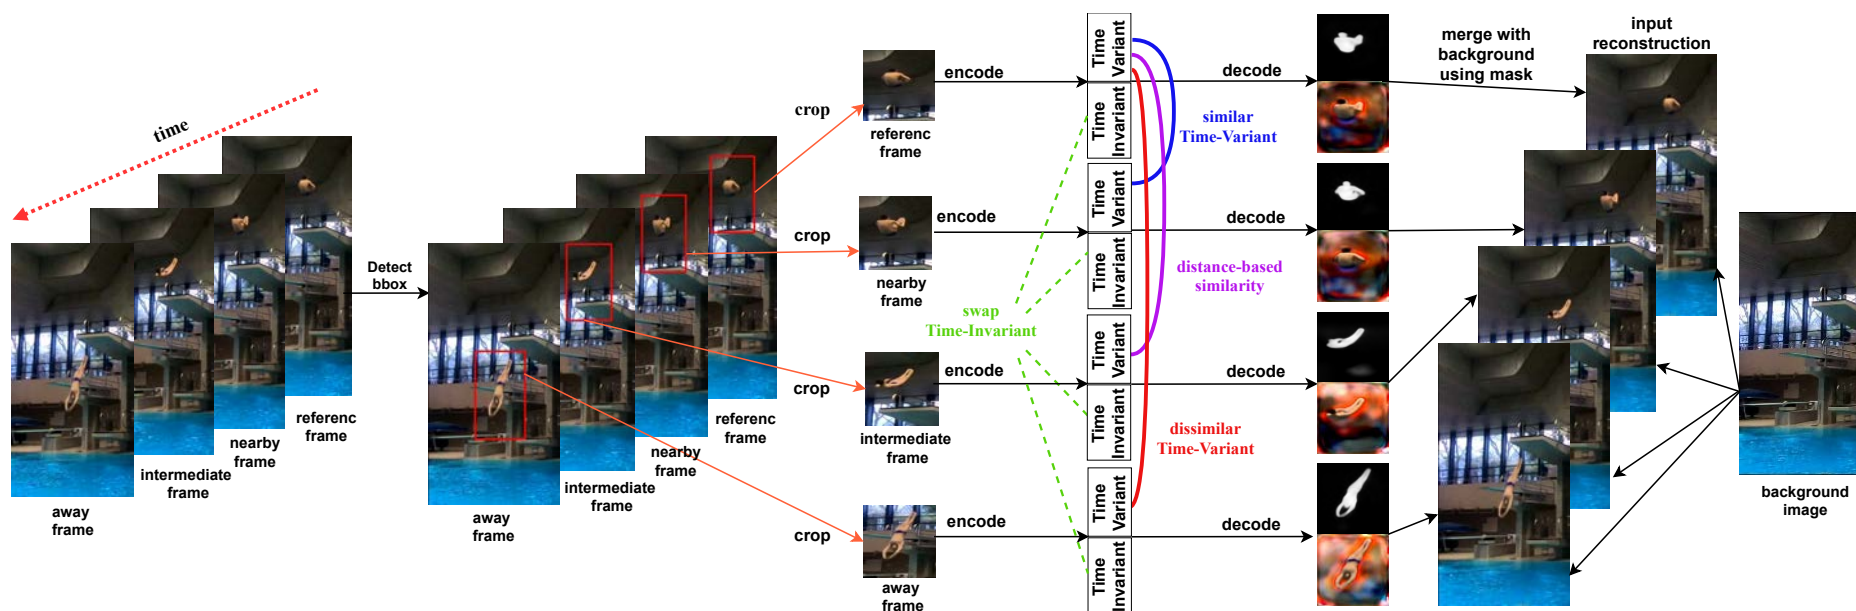 time
referenc
frame
nearby
frame
intermediate
frame
away
frame
Detect
bbox
referenc
frame
nearby
frame
intermediate
frame
away
frame
crop
crop
crop
crop
referenc
frame
nearby
frame
intermediate
frame
away
frame
encode
encode
encode
encode
swap
Time-Invariant
Time
Variant
Time
Invariant
Time
Variant
Time
Invariant
Time
Variant
Time
Invariant
Time
Variant
Time
Invariant
similar
Time-Variant
distance-based
similarity
dissimilar
Time-Variant
decode
decode
decode
decode
merge with
background
using mask
input
reconstruction
background
image